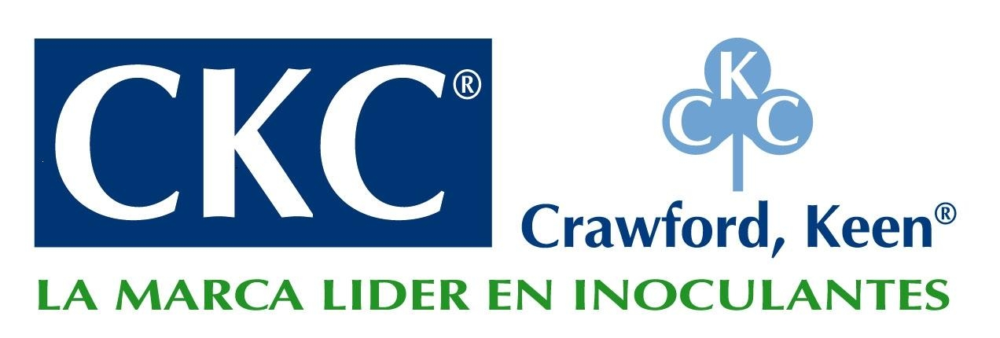 CKC®
K
C C
Crawford, Keen®
LA MARCA LIDER EN INOCULANTES